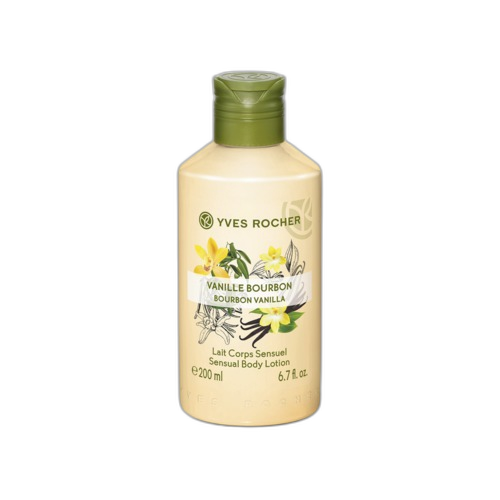 YVES ROCHER
VANILLE BOURBON
BOURBON VANILLA
Lait Corps Sensuel
Sensual Body Lotion
℮200 ml 6.7 fl. oz.